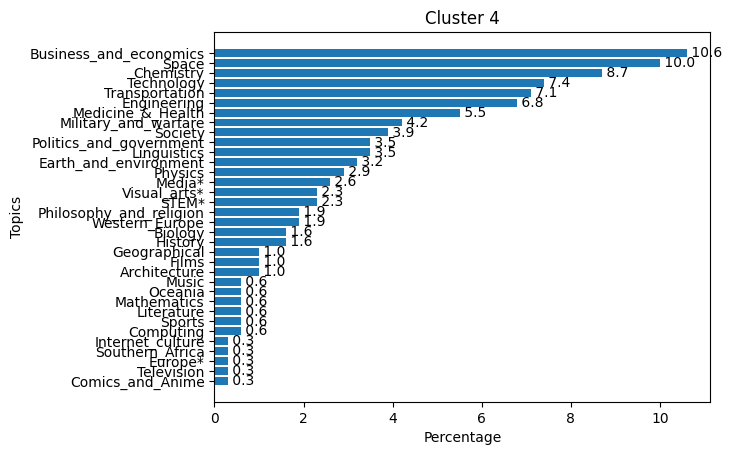 Cluster 4
Business_and_economics 10.6
Space 10.0
Chemistry 8.7
Technology 7.4
Transportation 7.1
Engineering 6.8
Medicine_&_Health 5.5
Military_and_warfare 4.2
Society 3.9
Politics_and_government 3.5
Linguistics 3.5
Earth_and_environment 3.2
Physics 2.9
Media* 2.6
Visual_arts* 2.3
STEM* 2.3
Philosophy_and_religion 1.9
Western_Europe 1.9
Biology 1.6
History 1.6
Geographical 1.0
Films 1.0
Architecture 1.0
Music 0.6
Oceania 0.6
Mathematics 0.6
Literature 0.6
Sports 0.6
Computing 0.6
Internet_culture 0.3
Southern_Africa 0.3
Europe* 0.3
Television 0.3
Comics_and_Anime 0.3
Topics
0 2 4 6 8 10
Percentage